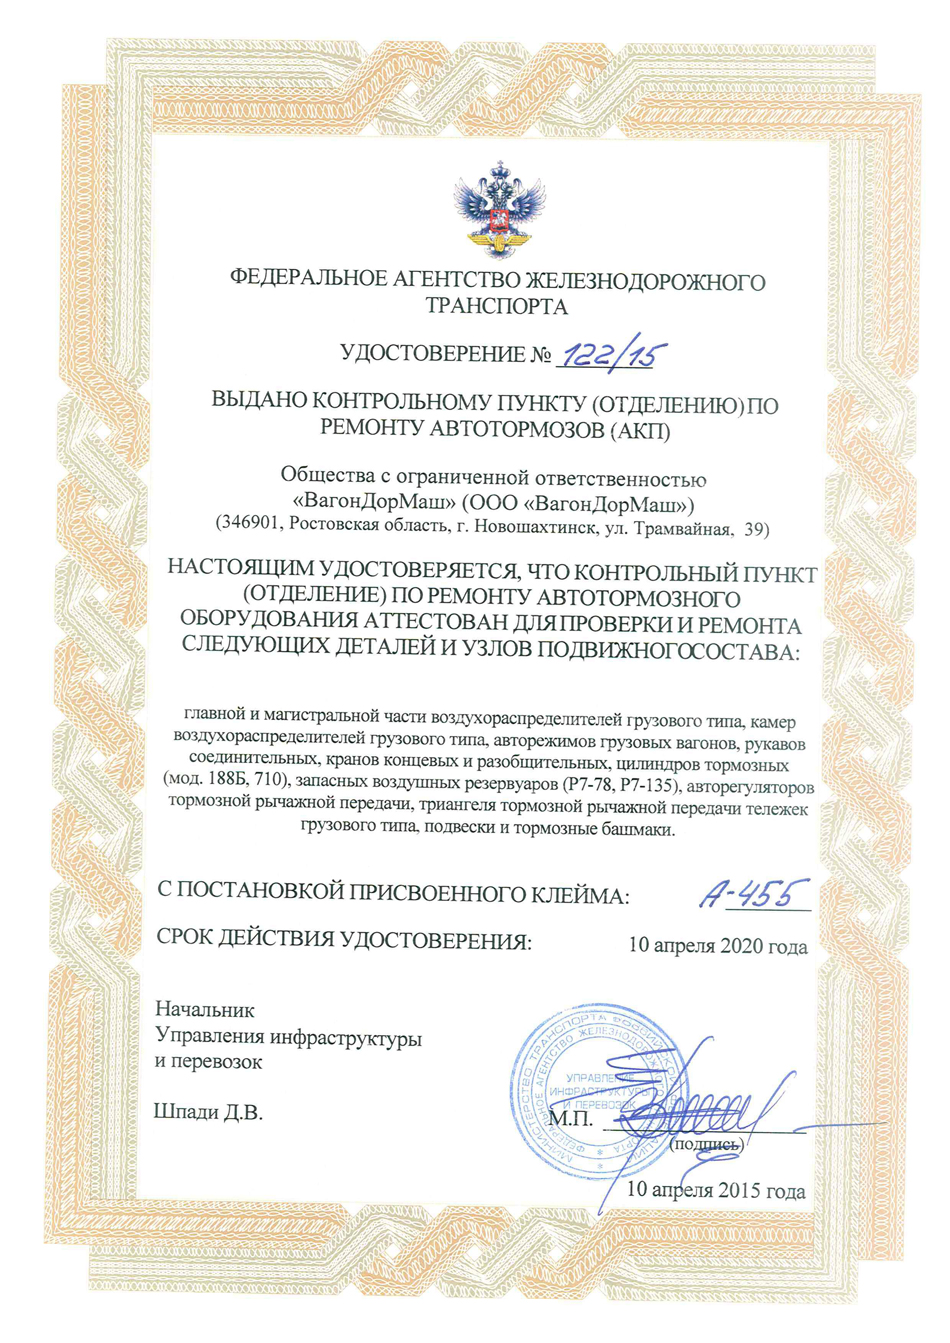 ФЕДЕРАЛЬНОЕ АГЕНТСТВО ЖЕЛЕЗНОДОРОЖНОГО
ТРАНСПОРТА
УДОСТОВЕРЕНИЕ № 122/15
ВЫДАНО КОНТРОЛЬНОМУ ПУНКТУ (ОТДЕЛЕНИЮ) ПО
РЕМОНТУ АВТОТОРМОЗОВ (АКП)
Общества с ограниченной ответственностью
«ВагонДорМаш» (ООО «ВагонДорМаш»)
(346901, Ростовская область, г. Новошахтинск, ул. Трамвайная, 39)
НАСТОЯЩИМ УДОСТОВЕРЯЕТСЯ, ЧТО КОНТРОЛЬНЫЙ ПУНКТ
(ОТДЕЛЕНИЕ) ПО РЕМОНТУ АВТОТОРМОЗНОГО
ОБОРУДОВАНИЯ АТТЕСТОВАН ДЛЯ ПРОВЕРКИ И РЕМОНТА
СЛЕДУЮЩИХ ДЕТАЛЕЙ И УЗЛОВ ПОДВИЖНОГО СОСТАВА:
главной и магистральной части воздухораспределителей грузового типа, камер
воздухораспределителей грузового типа, авторежимов грузовых вагонов, рукавов
соединительных, кранов концевых и разобщительных, цилиндров тормозных
(мод. 188Б, 710), запасных воздушных резервуаров (Р7-78, Р7-135), авторегуляторов
тормозной рычажной передачи, триангеля тормозной рычажной передачи тележек
грузового типа, подвески и тормозные башмаки.
С ПОСТАНОВКОЙ ПРИСВОЕННОГО КЛЕЙМА: А-455
СРОК ДЕЙСТВИЯ УДОСТОВЕРЕНИЯ: 10 апреля 2020 года
Начальник
Управления инфраструктуры
и перевозок
Шпади Д.В.
МИНИСТЕРСТВО ТРАНСПОРТА РОССИЙСКОЙ
ФЕДЕРАЛЬНОЕ АГЕНТСТВО ЖЕЛЕЗНОДОРОЖНОГО
УПРАВЛЕНИЕ
ИНФРАСТРУКТУРЫ
И ПЕРЕВОЗОК
М.П.
(подпись)
10 апреля 2015 года